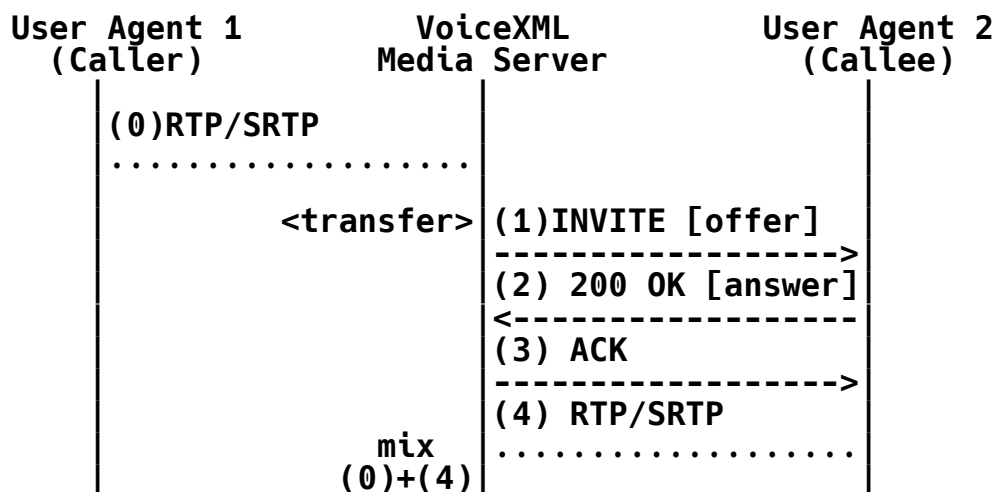 User Agent 1 VoiceXML User Agent 2
(Caller) Media Server (Callee)
(0)RTP/SRTP
...................
<transfer> (1)INVITE [offer]
------------------>
(2) 200 OK [answer]
<------------------
(3) ACK
------------------>
(4) RTP/SRTP
mix ...................
(0)+(4)